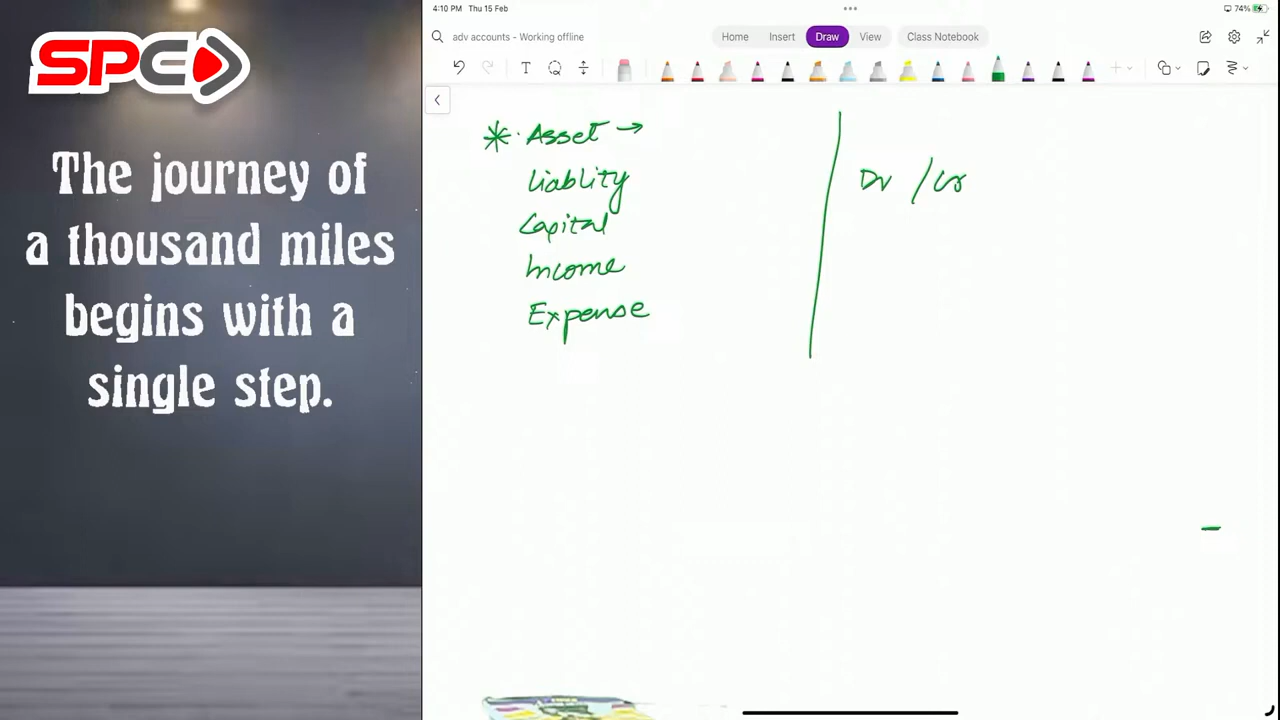 SPED
The journey of
a thousand miles
begins with a
single step.
4:10 PM Thu 15 Feb
74%
adv accounts - Working offline
Home Insert Draw View Class Notebook
* · Asset →
Liablity
Capital
Income
Expense
Dr / Cr